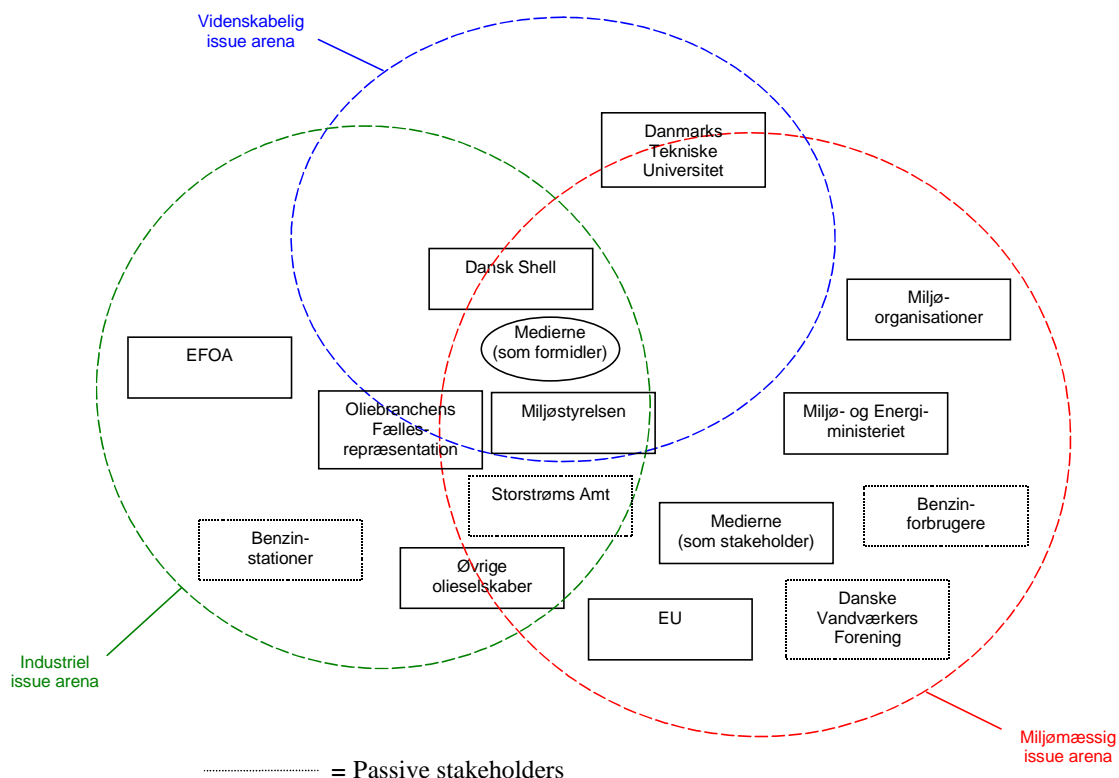 Videnskabelig
issue arena
Danmarks
Tekniske
Universitet
Dansk Shell
Miljø-
organisationer
Medierne
(som formidler)
EFOA
Oliebranchens
Fælles-
repræsentation
Miljøstyrelsen
Miljø- og Energi-
ministeriet
Storstrøms Amt
Medierne
(som stakeholder)
Benzin-
forbrugere
Benzin-
stationer
Øvrige
olieselskaber
EU
Danske
Vandværkers
Forening
Industriel
issue arena
Miljømæssig
issue arena
= Passive stakeholders